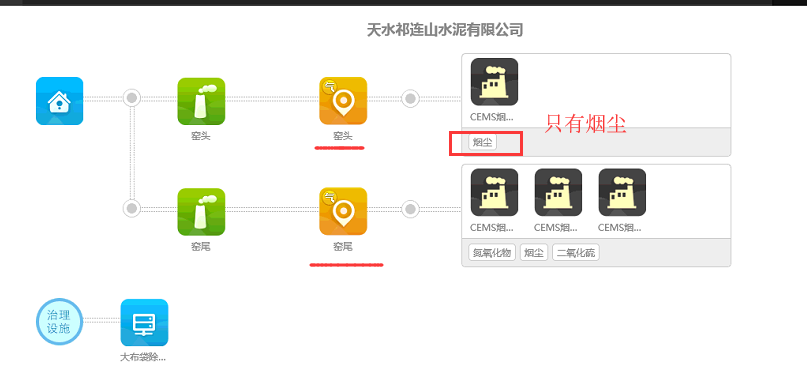 天水祁连山水泥有限公司
CEMS烟...
窑头
气
窑头
只有烟尘
烟尘
窑尾
气
窑尾
CEMS烟... CEMS烟... CEMS烟...
氮氧化物 烟尘 二氧化硫
治理
设施
大布袋除...